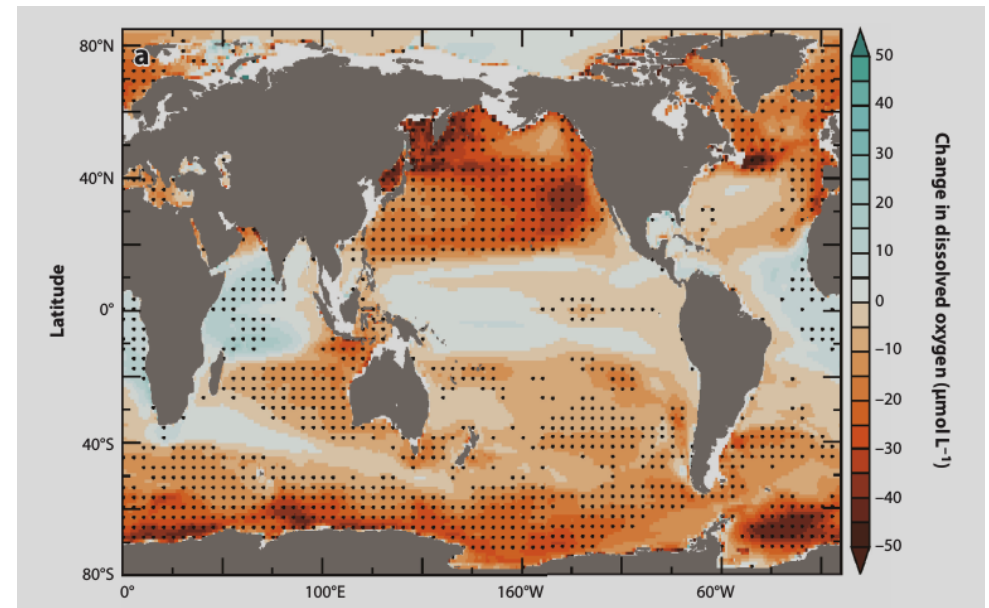 a
80°N
40°N
0°
40°S
80°S
Latitude
0°
100°E
160°W
60°W
50
40
30
20
10
0
–10
–20
–30
–40
–50
Change in dissolved oxygen (µmol L⁻¹)